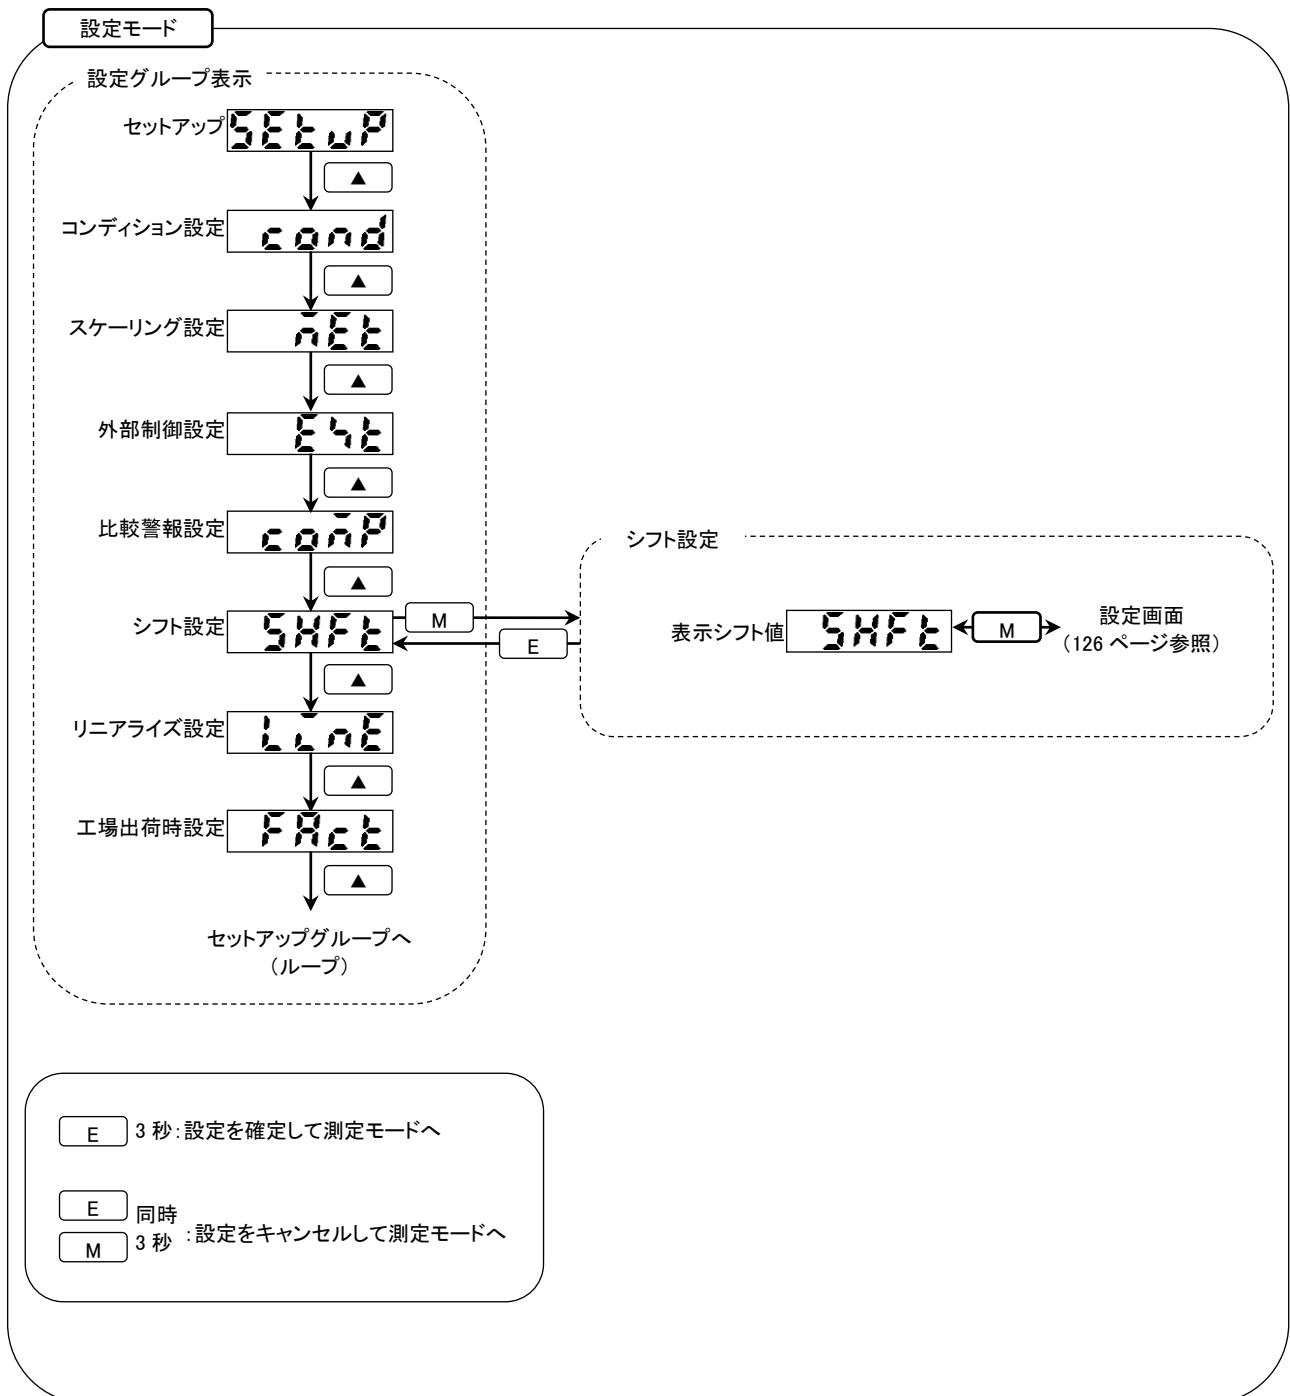 設定モード
設定グループ表示
セットアップ SEtuP
▲
コンディション設定 cond
▲
スケーリング設定 mEt
▲
外部制御設定 E
▲
比較警報設定 comP
▲
シフト設定 SHFt
M
E
▲
リニアライズ設定 LinE
▲
工場出荷時設定 FAct
▲
セットアップグループへ
(ループ)
シフト設定
表示シフト値 SHFt
M
設定画面
(126 ページ参照)
E 3 秒:設定を確定して測定モードへ
E 同時
M 3 秒 :設定をキャンセルして測定モードへ